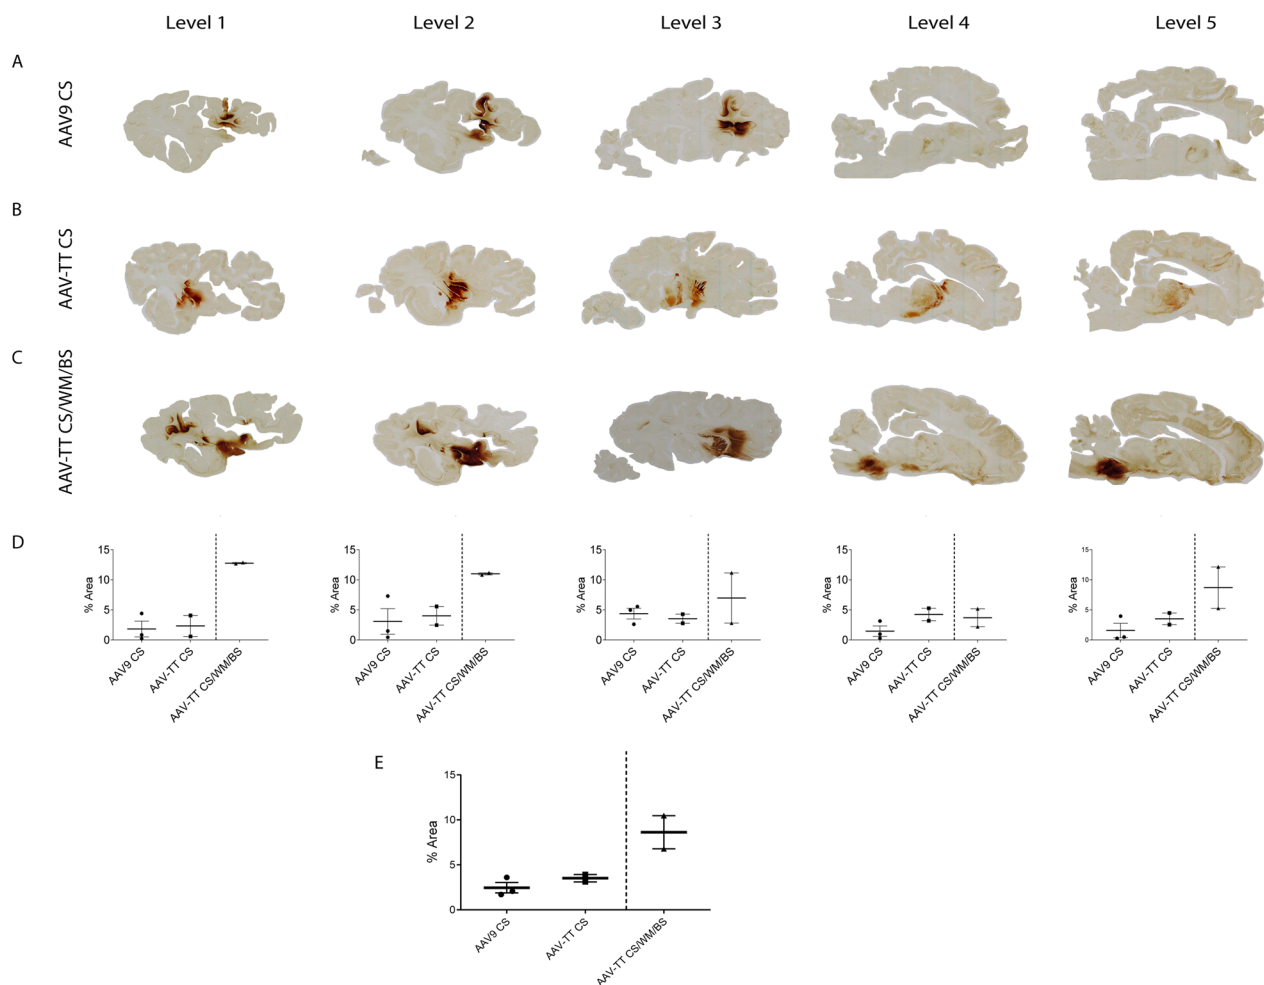 Level 1 Level 2 Level 3 Level 4 Level 5
A
AAV9 CS
B
AAV-TT CS
C
AAV-TT CS/WM/BS
D
% Area
15
10
5
0
AAV9 CS
AAV-TT CS
AAV-TT CS/WM/BS
% Area
15
10
5
0
AAV9 CS
AAV-TT CS
AAV-TT CS/WM/BS
% Area
15
10
5
0
AAV9 CS
AAV-TT CS
AAV-TT CS/WM/BS
% Area
15
10
5
0
AAV9 CS
AAV-TT CS
AAV-TT CS/WM/BS
% Area
15
10
5
0
AAV9 CS
AAV-TT CS
AAV-TT CS/WM/BS
E
% Area
15
10
5
0
AAV9 CS
AAV-TT CS
AAV-TT CS/WM/BS